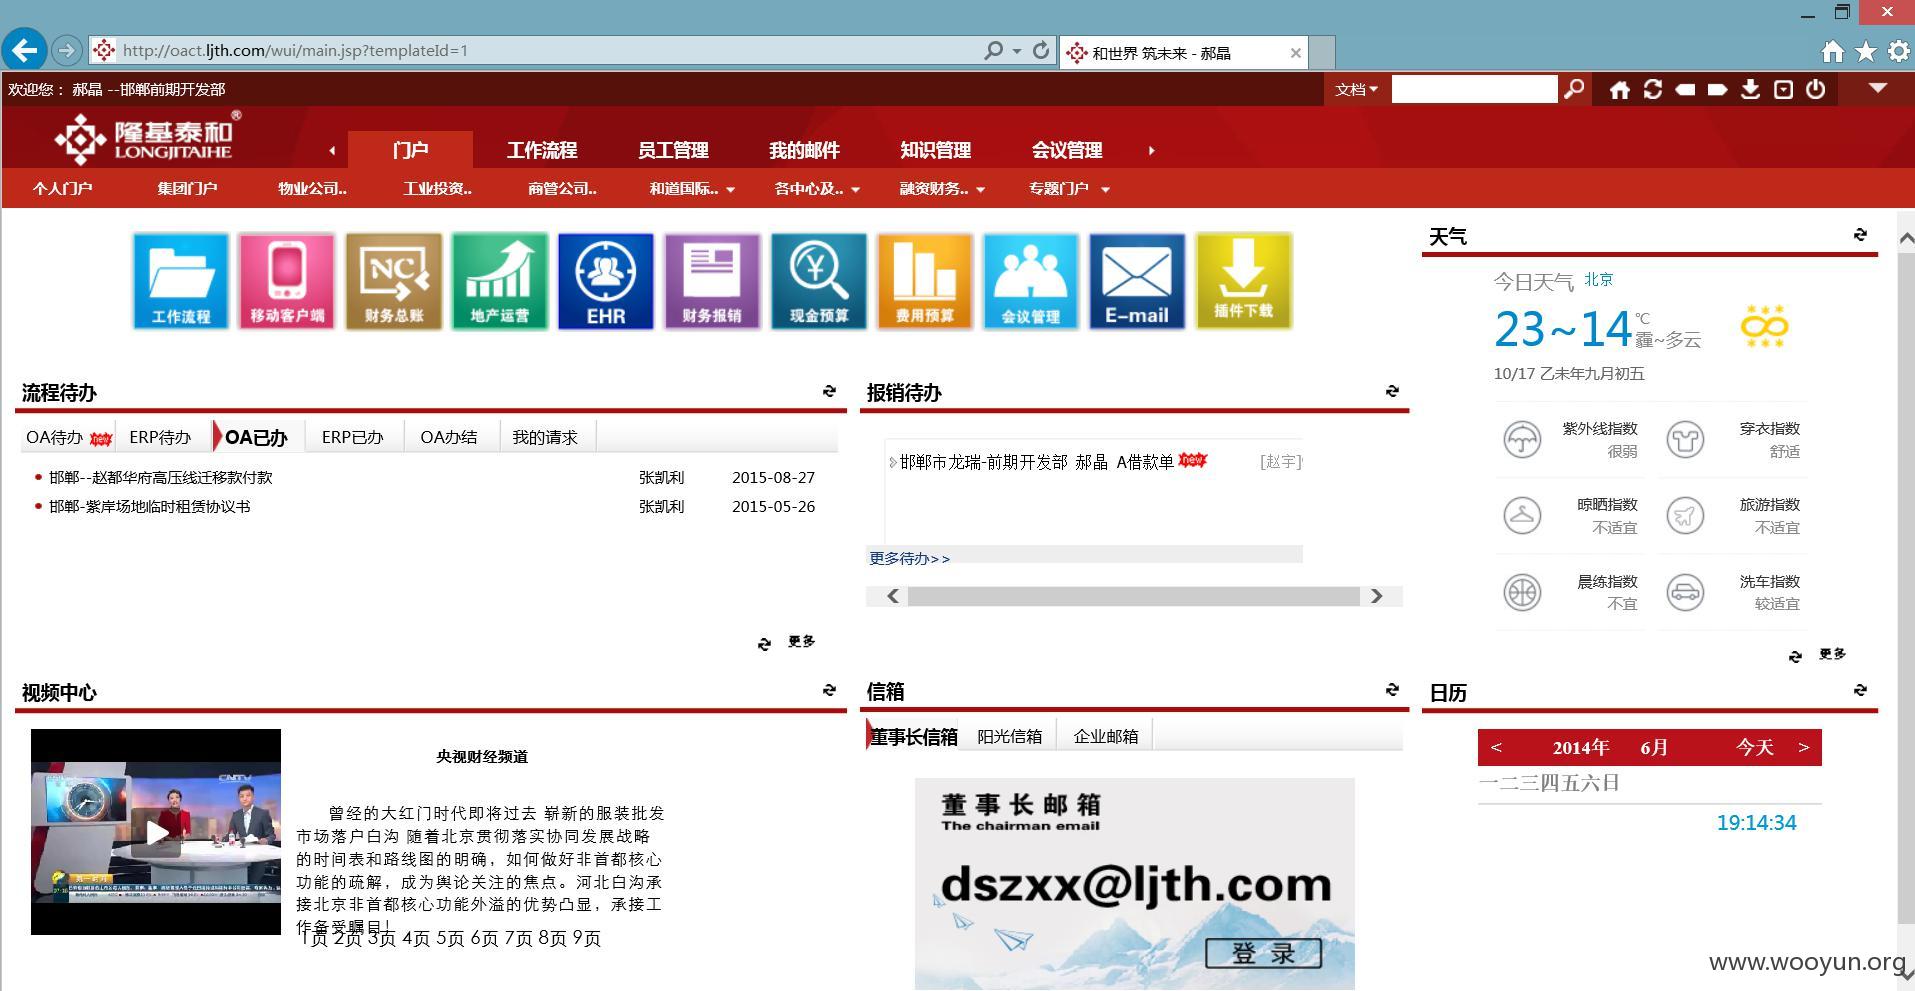 http://oact.ljth.com/wui/main.jsp?templateId=1
和世界 筑未来 - 郝晶
欢迎您： 郝晶 --邯郸前期开发部
文档
隆基泰和®
LONGJITAIHE
门户 工作流程 员工管理 我的邮件 知识管理 会议管理
个人门户 集团门户 物业公司.. 工业投资.. 商管公司.. 和道国际.. 各中心及.. 融资财务.. 专题门户
工作流程 移动客户端 NC 财务总账 地产运营 EHR 财务报销 现金预算 费用预算 会议管理 E-mail 插件下载
天气
今日天气 北京
23~14℃
霾~多云
10/17 乙未年九月初五
紫外线指数 很弱
穿衣指数 舒适
晾晒指数 不适宜
旅游指数 不适宜
晨练指数 不宜
洗车指数 较适宜
更多
流程待办
OA待办 new ERP待办 OA已办 ERP已办 OA办结 我的请求
邯郸--赵都华府高压线迁移款付款 张凯利 2015-08-27
邯郸-紫岸场地临时租赁协议书 张凯利 2015-05-26
更多
报销待办
邯郸市龙瑞-前期开发部 郝晶 A借款单 new [赵宇]
更多待办>>
视频中心
CNTV
第一时间
央视财经频道
曾经的大红门时代即将过去 崭新的服装批发
市场落户白沟 随着北京贯彻落实协同发展战略
的时间表和路线图的明确，如何做好非首都核心
功能的疏解，成为舆论关注的焦点。河北白沟承
接北京非首都核心功能外溢的优势凸显，承接工
作备受瞩目!
1页 2页 3页 4页 5页 6页 7页 8页 9页
信箱
董事长信箱 阳光信箱 企业邮箱
董事长邮箱
The chairman email
dszxx@ljth.com
登 录
日历
< 2014年 6月 今天 >
一二三四五六日
19:14:34
www.wooyun.org